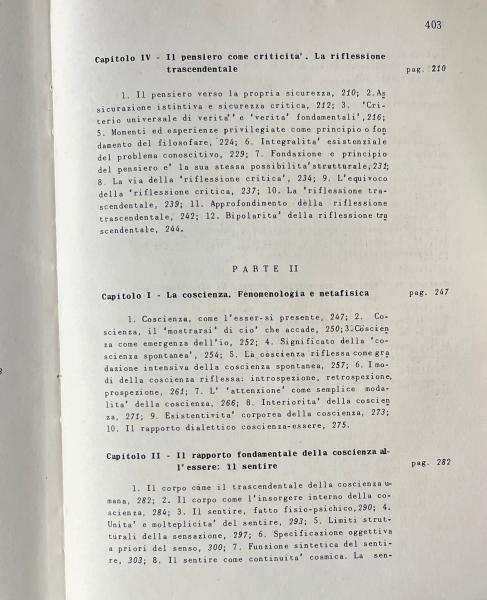 403
Capitolo IV - Il pensiero come criticita'. La riflessione
trascendentale pag. 210
1. Il pensiero verso la propria sicurezza, 210; 2. As
sicurazione istintiva e sicurezza critica, 212; 3. 'Cri-
terio universale di verita'' e 'verita' fondamentali', 216;
5. Momenti ed esperienze privilegiate come principio o fon
damento del filosofare, 224; 6. Integralita' esistenziale
del problema conoscitivo, 229; 7. Fondazione e principio
del pensiero e' la sua stessa possibilita' strutturale, 231;
8. La via della 'riflessione critica', 234; 9. L'equivoco
della 'riflessione critica, 237; 10. La 'riflessione tra-
scendentale, 239; 11. Approfondimento della riflessione
trascendentale, 242; 12. Bipolarita' della riflessione tra
scendentale, 244.
PARTE II
Capitolo I - La coscienza. Fenomenologia e metafisica pag. 247
1. Coscienza, come l'esser-si presente, 247; 2. Co-
scienza, il 'mostrarsi' di cio' che accade, 250; 3. Coscien
za come emergenza dell'io, 252; 4. Significato della 'co-
scienza spontanea', 254; 5. La coscienza riflessa come gra
dazione intensiva della coscienza spontanea, 257; 6. I mo-
di della coscienza riflessa: introspezione, retrospezione,
prospezione, 261; 7. L' 'attenzione' come semplice moda-
lita' della coscienza, 266; 8. Interiorita' della coscien
za, 271; 9. Esistentivita' corporea della coscienza, 273;
10. Il rapporto dialettico coscienza-essere, 275.
Capitolo II - Il rapporto fondamentale della coscienza al-
l'essere: il sentire pag. 282
1. Il corpo come il trascendentale della coscienza u-
mana, 282; 2. Il corpo come l'insorgere interno della co-
scienza, 284; 3. Il sentire, fatto fisio-psichico, 290; 4.
Unita' e molteplicita' del sentire, 293; 5. Limiti strut-
turali della sensazione, 297; 6. Specificazione oggettiva
a priori del senso, 300; 7. Funzione sintetica del senti-
re, 303; 8. Il sentire come continuita' cosmica. La sen-